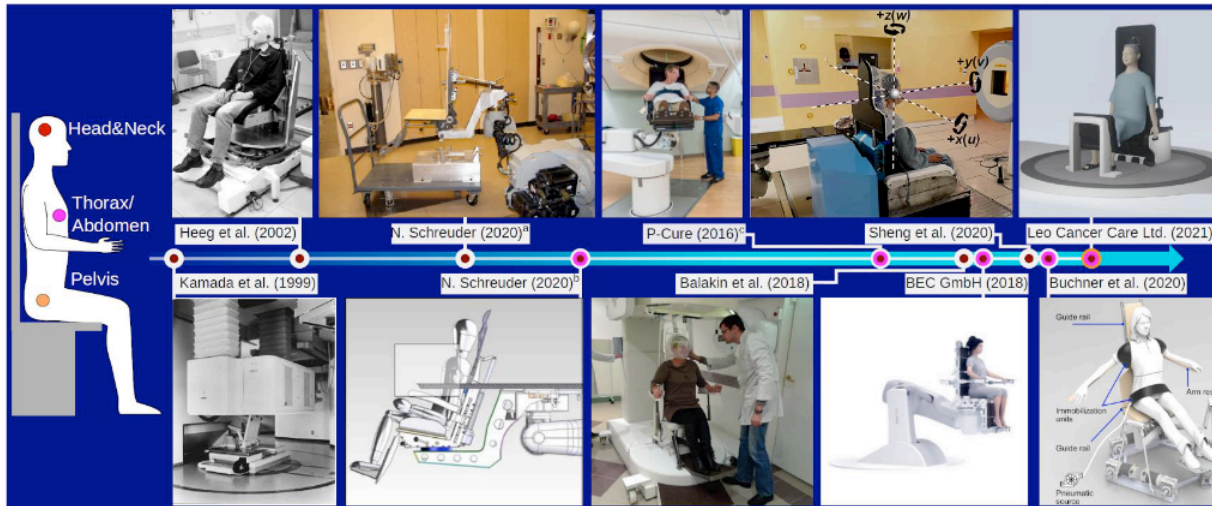 Head&Neck
Thorax/
Abdomen
Pelvis
+z(w)
+y(v)
+x(u)
Heeg et al. (2002)
N. Schreuder (2020)ᵃ
P-Cure (2016)ᶜ
Sheng et al. (2020)
Leo Cancer Care Ltd. (2021)
Kamada et al. (1999)
N. Schreuder (2020)ᵇ
Balakin et al. (2018)
BEC GmbH (2018)
Buchner et al. (2020)
Guide rail
Arm res
Immobilization
units
Guide rail
Pneumatic
source